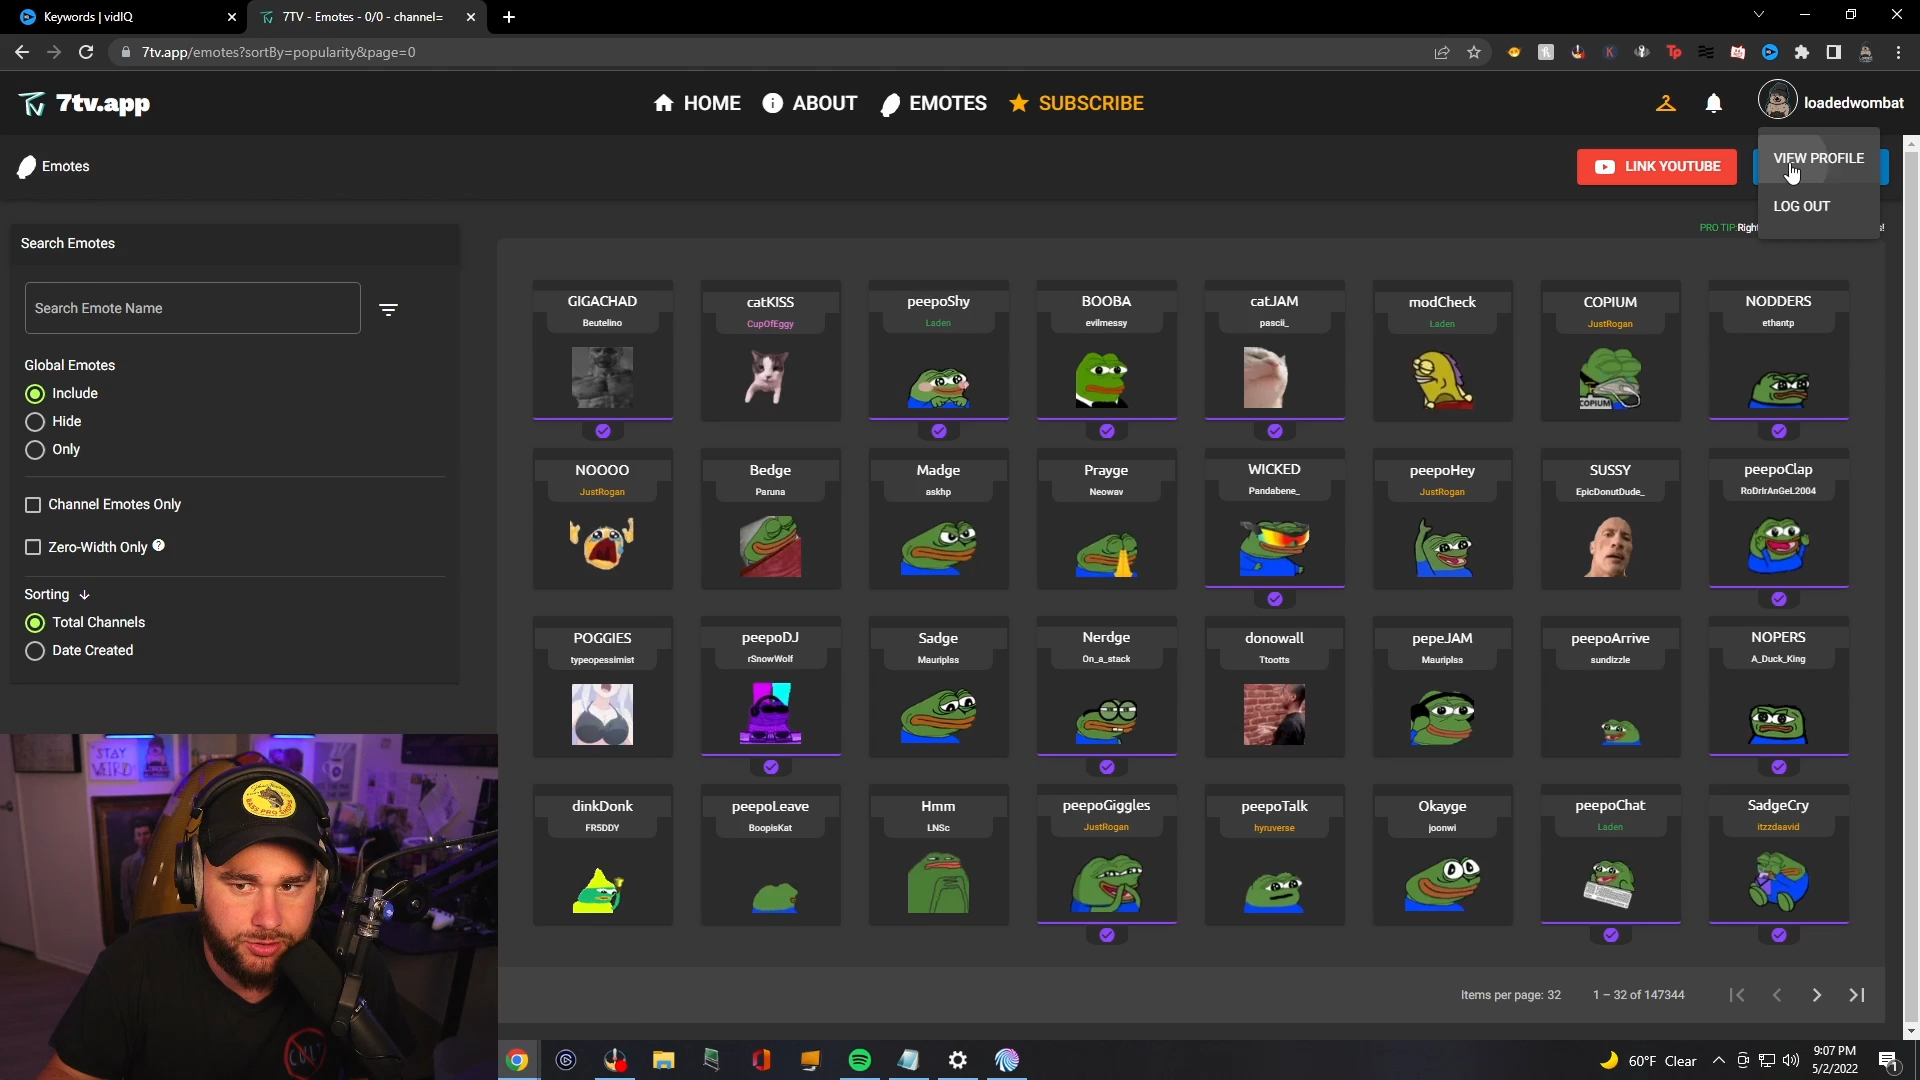 Keywords | vidIQ
7TV - Emotes - 0/0 - channel=
7tv.app/emotes?sortBy=popularity&page=0
7tv.app
HOME
ABOUT
EMOTES
SUBSCRIBE
loadedwombat
Emotes
LINK YOUTUBE
VIEW PROFILE
LOG OUT
PRO TIP:
Search Emotes
Search Emote Name
Global Emotes
Include
Hide
Only
Channel Emotes Only
Zero-Width Only ?
Sorting
Total Channels
Date Created
GIGACHAD catKISS peepoShy BOOBA catJAM modCheck COPIUM NODDERS
Beutelino CupOfEggy Laden evilmessy pascii_ Laden JustRogan ethantp
COPIUM
NOOOO Bedge Madge Prayge WICKED peepoHey SUSSY peepoClap
JustRogan Paruna askhp Neowav Pandabene_ JustRogan EpicDonutDude_ RoDrIrAnGeL2004
POGGIES peepoDJ Sadge Nerdge donowall pepeJAM peepoArrive NOPERS
typeopessimist rSnowWolf Mauriplss On_a_stack Ttootts Mauriplss sundizzle A_Duck_King
dinkDonk peepoLeave Hmm peepoGiggles peepoTalk Okayge peepoChat SadgeCry
FR5DDY BoopisKat LNSc JustRogan hyruverse joonwi Laden itzzdaavid
STAY
WEIRD
BASS PRO SHOPS
CULT
Items per page: 32
1 – 32 of 147344
60°F Clear
9:07 PM
5/2/2022
1